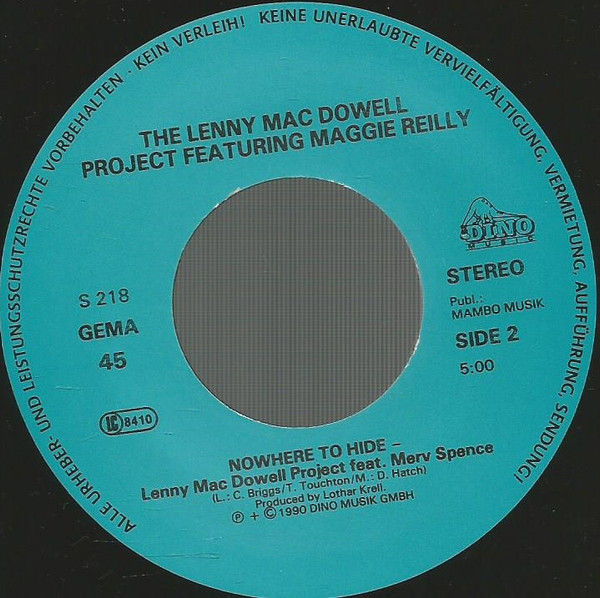 ALLE URHEBER- UND LEISTUNGSSCHUTZRECHTE VORBEHALTEN · KEIN VERLEIH! KEINE UNERLAUBTE VERVIELFÄLTIGUNG, VERMIETUNG, AUFFÜHRUNG, SENDUNG!
THE LENNY MAC DOWELL
PROJECT FEATURING MAGGIE REILLY
DINO
MUSIC
S 218
GEMA
45
LC 8410
STEREO
Publ.:
MAMBO MUSIK
SIDE 2
5:00
NOWHERE TO HIDE –
Lenny Mac Dowell Project feat. Merv Spence
(L.: C. Briggs/T. Touchton/M.: D. Hatch)
Produced by Lothar Krell.
Ⓟ + © 1990 DINO MUSIK GMBH